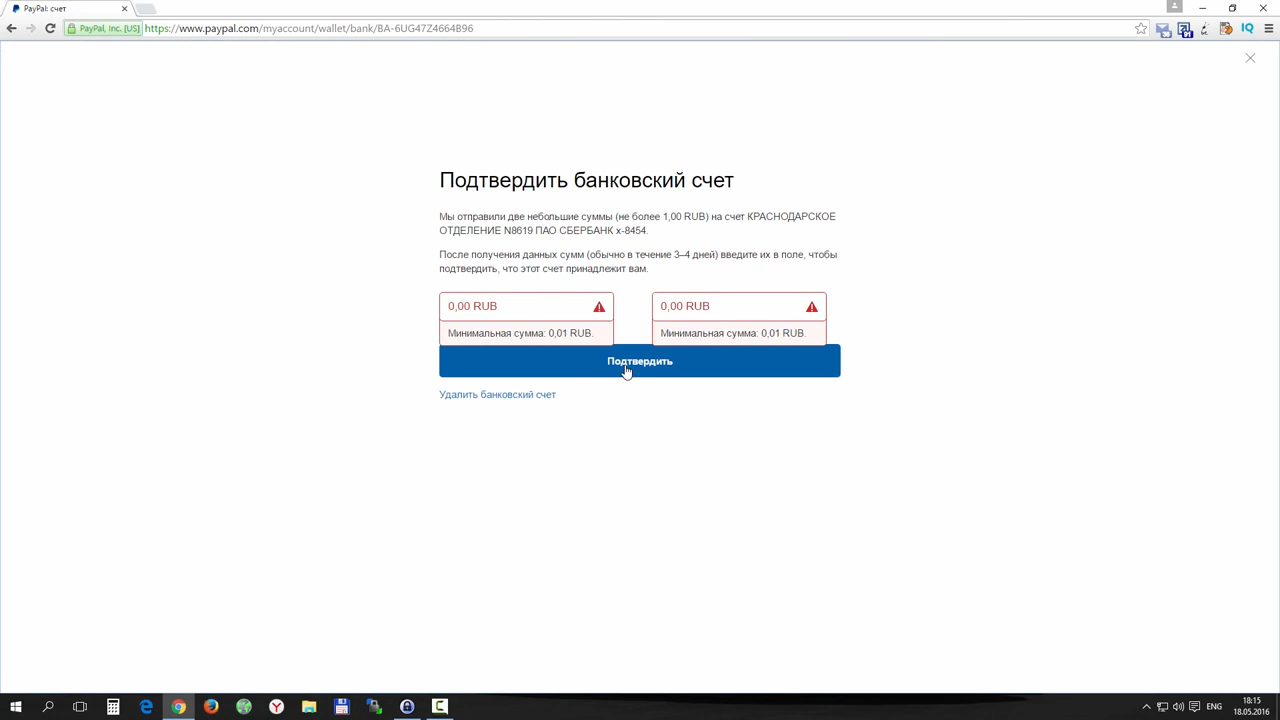 PayPal: счет
PayPal, Inc. [US] https://www.paypal.com/myaccount/wallet/bank/BA-6UG47Z4664B96
IQ
Подтвердить банковский счет
Мы отправили две небольшие суммы (не более 1,00 RUB) на счет КРАСНОДАРСКОЕ
ОТДЕЛЕНИЕ N8619 ПАО СБЕРБАНК x-8454.
После получения данных сумм (обычно в течение 3–4 дней) введите их в поле, чтобы
подтвердить, что этот счет принадлежит вам.
0,00 RUB 0,00 RUB
Минимальная сумма: 0,01 RUB. Минимальная сумма: 0,01 RUB.
Подтвердить
Удалить банковский счет
ENG
18:15
18.05.2016